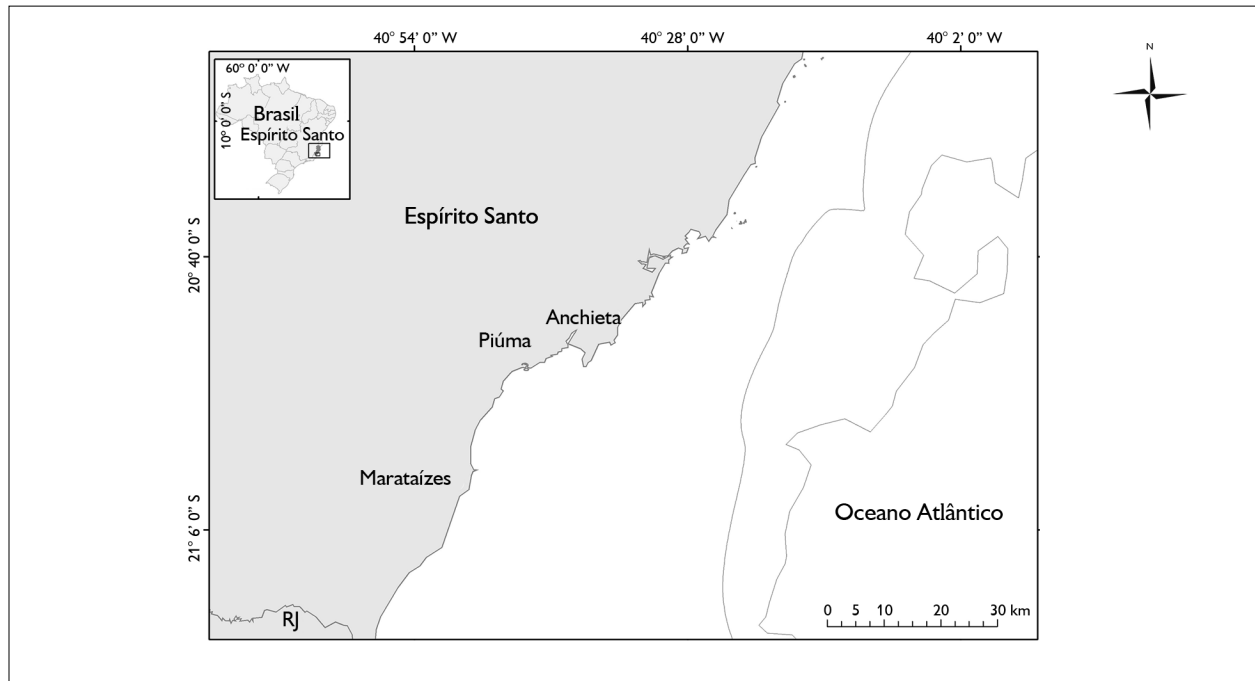 40° 54' 0” W
40° 28' 0” W
40° 2' 0” W
N
60° 0' 0” W
10° 0' 0” S
Brasil
Espírito Santo
Espírito Santo
20° 40' 0” S
Anchieta
Piúma
Marataízes
21° 6' 0” S
Oceano Atlântico
RJ
0 5 10 20 30 km